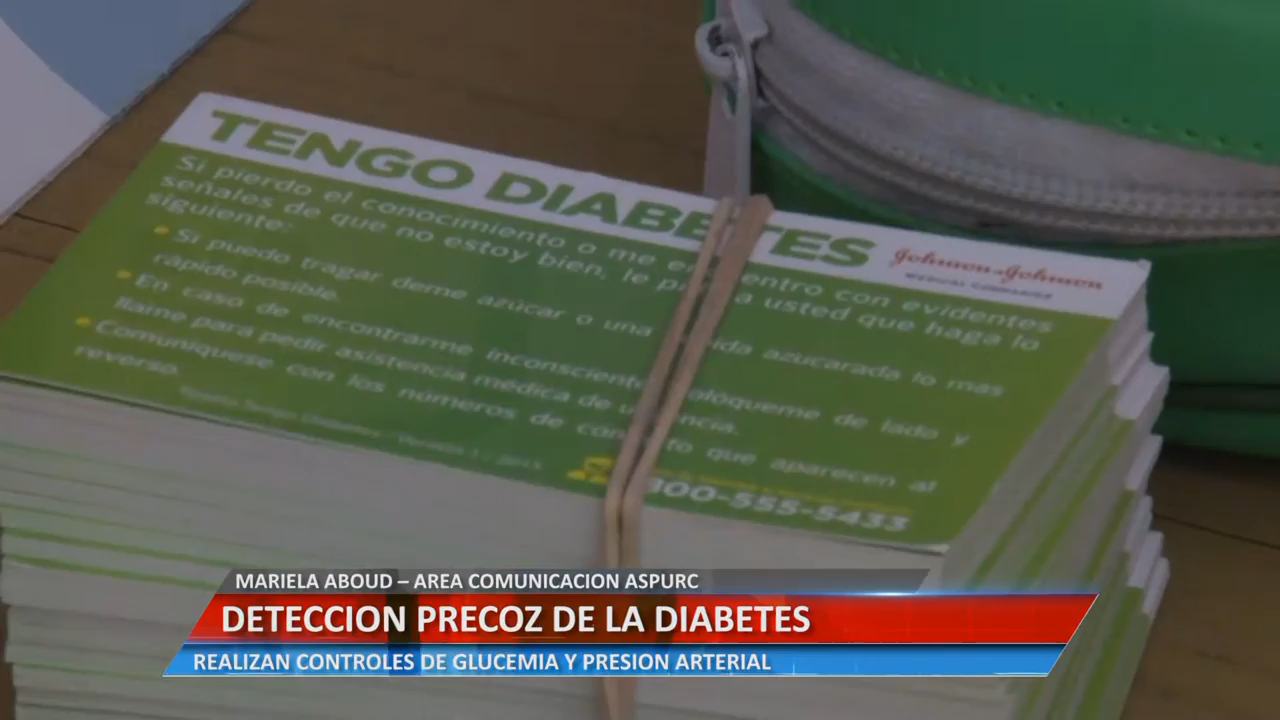 TENGO DIABETES
Johnson & Johnson
MEDICAL COMPANIES
Si pierdo el conocimiento o me encuentro con evidentes
señales de que no estoy bien, le pido a usted que haga lo
siguiente:
Si puedo tragar deme azúcar o una bebida azucarada lo mas
rápido posible.
En caso de encontrarme inconsciente colóqueme de lado y
llame para pedir asistencia médica de urgencia.
Comuníquese con los números de contacto que aparecen al
reverso.
800-555-5433
MARIELA ABOUD – AREA COMUNICACION ASPURC
DETECCION PRECOZ DE LA DIABETES
REALIZAN CONTROLES DE GLUCEMIA Y PRESION ARTERIAL